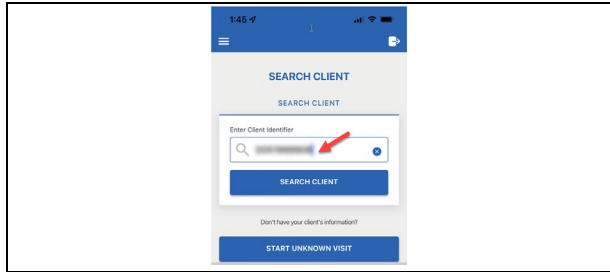 1:45
SEARCH CLIENT
SEARCH CLIENT
Enter Client Identifier
SEARCH CLIENT
Don't have your client's information?
START UNKNOWN VISIT